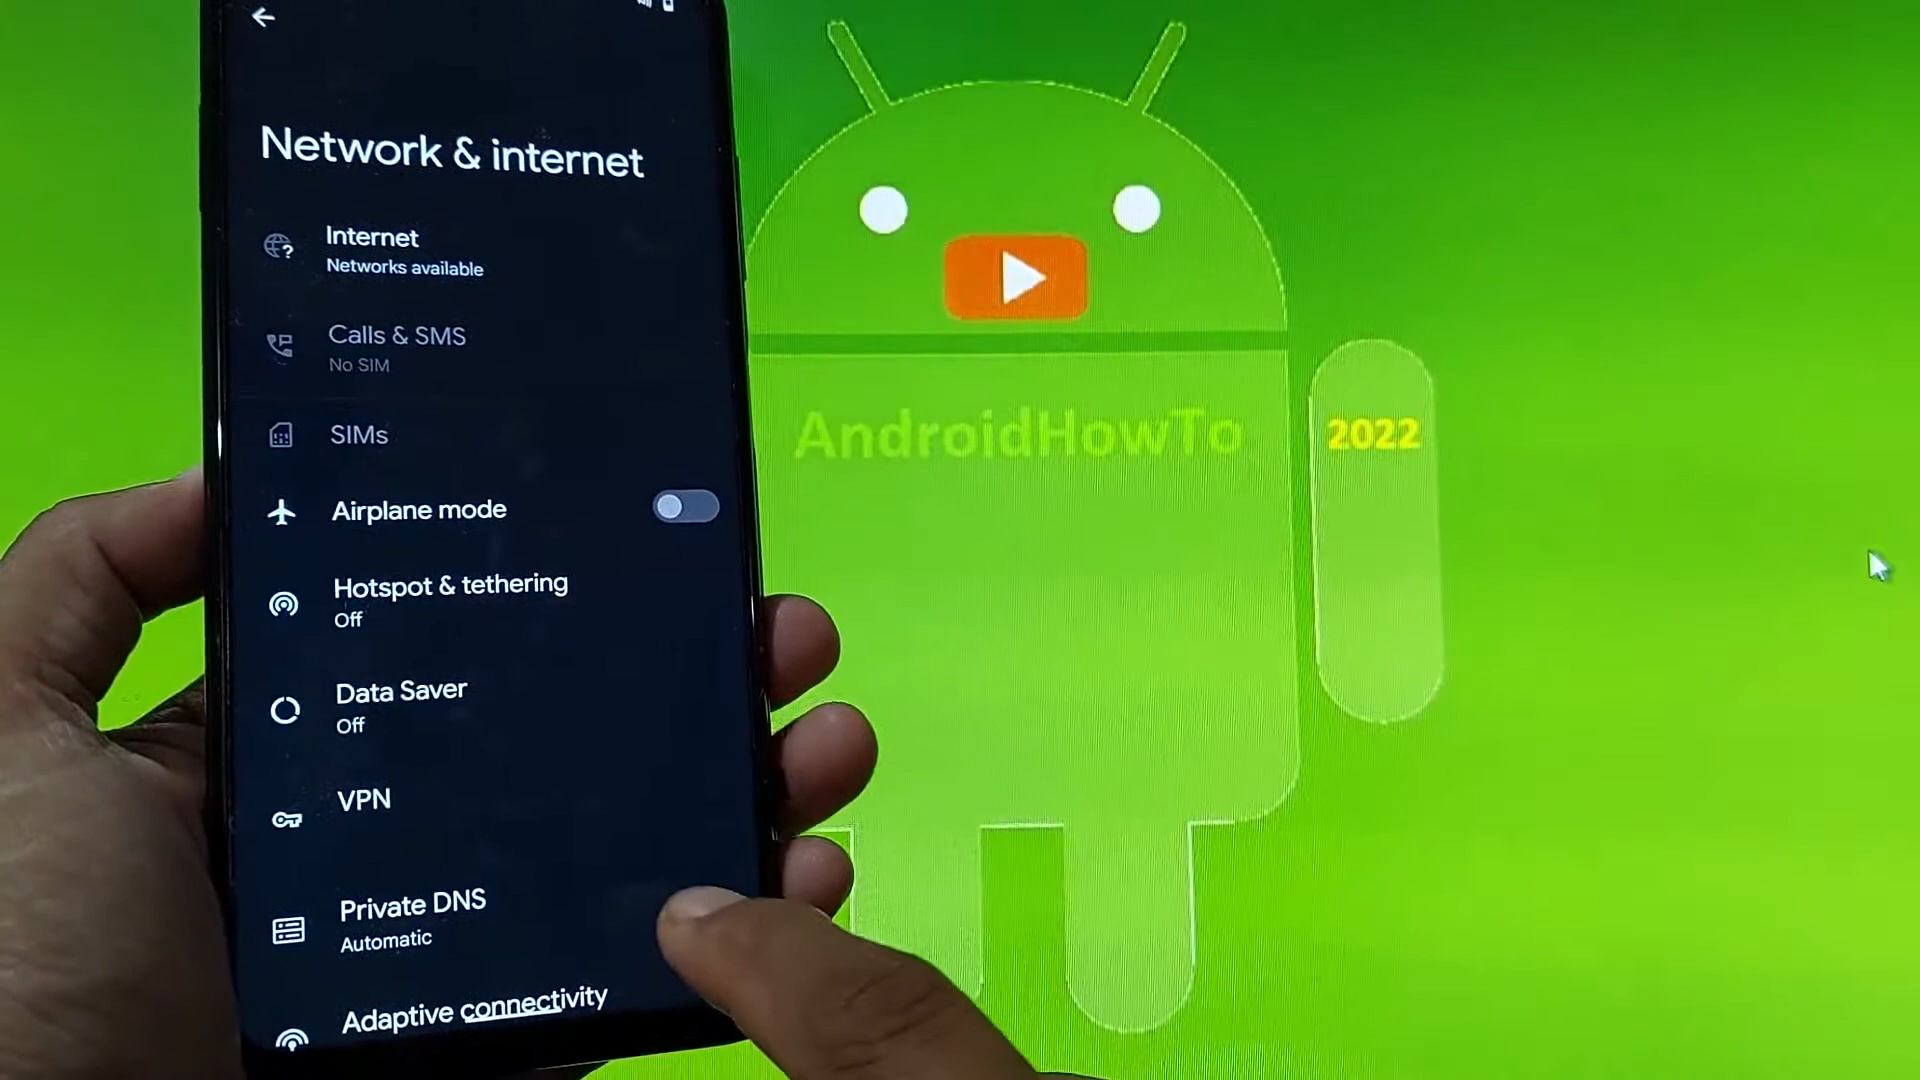 Network & internet
Internet
Networks available
Calls & SMS
No SIM
SIMs
Airplane mode
Hotspot & tethering
Off
Data Saver
Off
VPN
Private DNS
Automatic
Adaptive connectivity
AndroidHowTo
2022